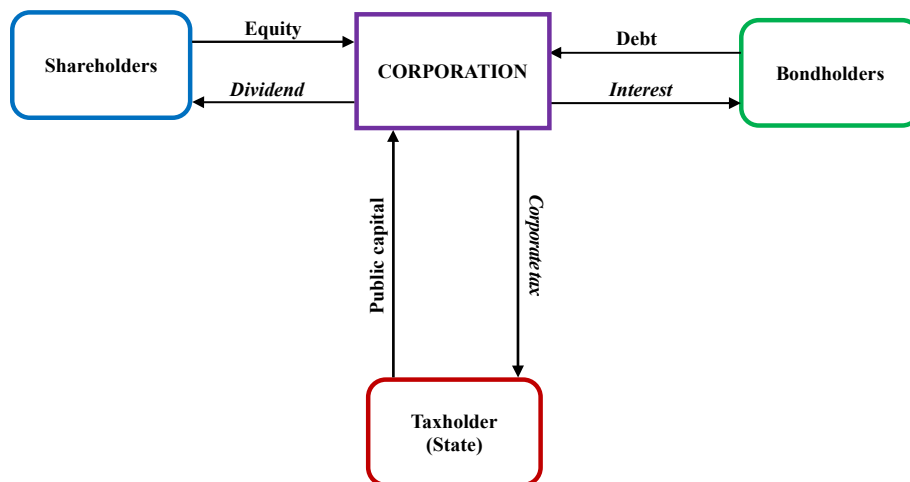 Equity
Debt
Shareholders
CORPORATION
Bondholders
Dividend
Interest
Public capital
Corporate tax
Taxholder
(State)